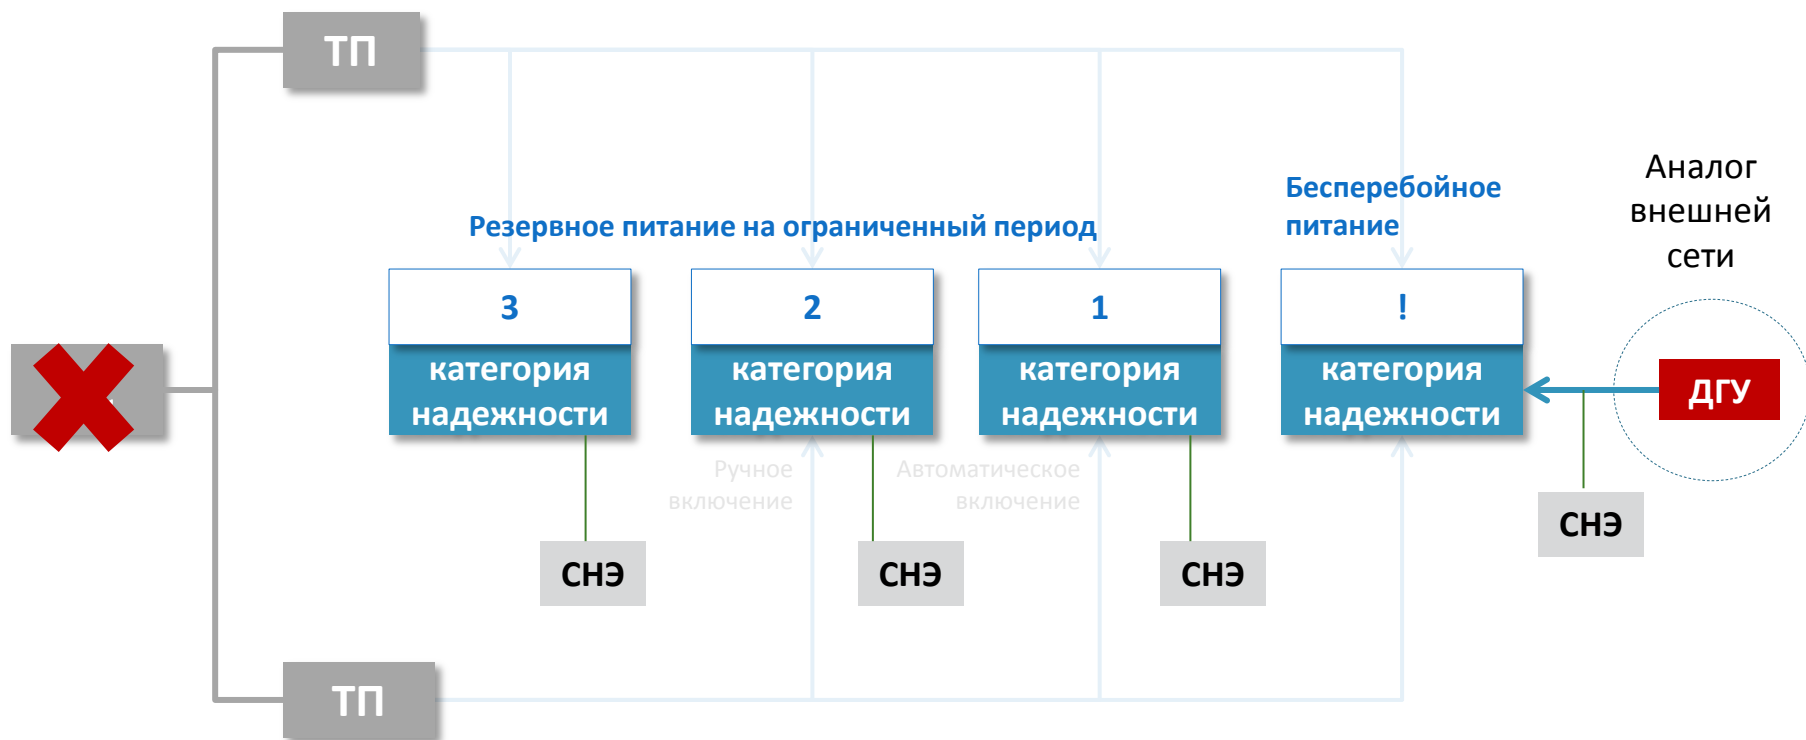 ТП
Бесперебойное
питание
Аналог
внешней
сети
Резервное питание на ограниченный период
3
2
1
!
категория
надежности
категория
надежности
категория
надежности
категория
надежности
ДГУ
Ручное
включение
Автоматическое
включение
СНЭ
СНЭ
СНЭ
СНЭ
ТП